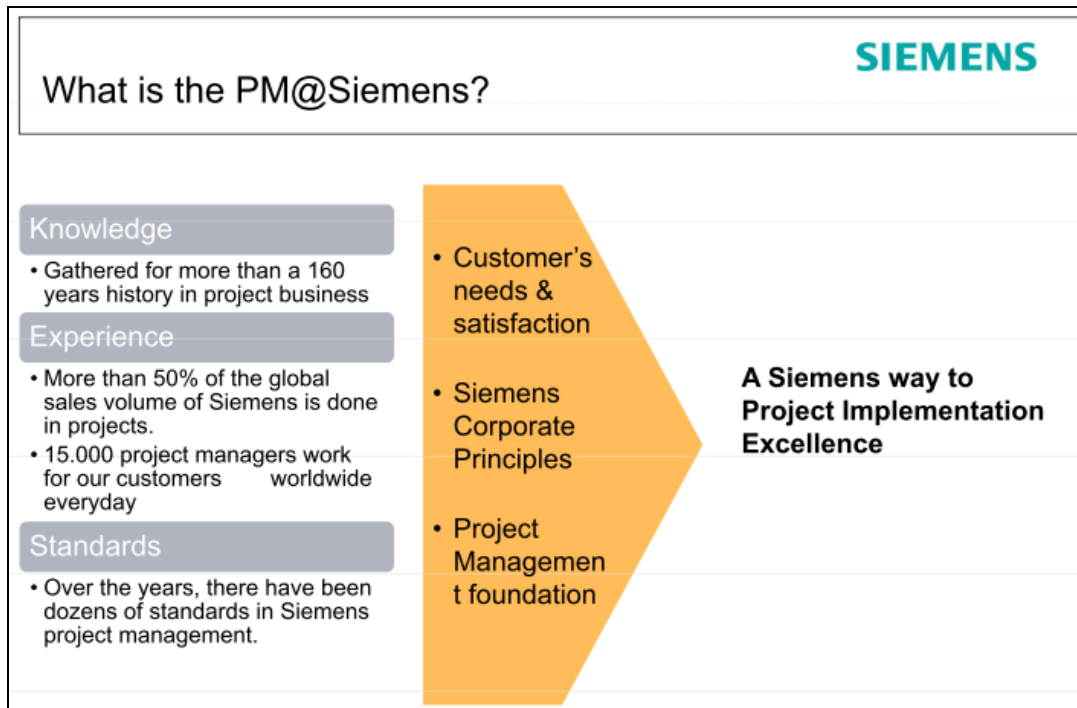 SIEMENS
What is the PM@Siemens?
Knowledge
• Gathered for more than a 160
years history in project business
Experience
• More than 50% of the global
sales volume of Siemens is done
in projects.
• 15.000 project managers work
for our customers worldwide
everyday
Standards
• Over the years, there have been
dozens of standards in Siemens
project management.
• Customer’s
needs &
satisfaction
• Siemens
Corporate
Principles
• Project
Managemen
t foundation
A Siemens way to
Project Implementation
Excellence